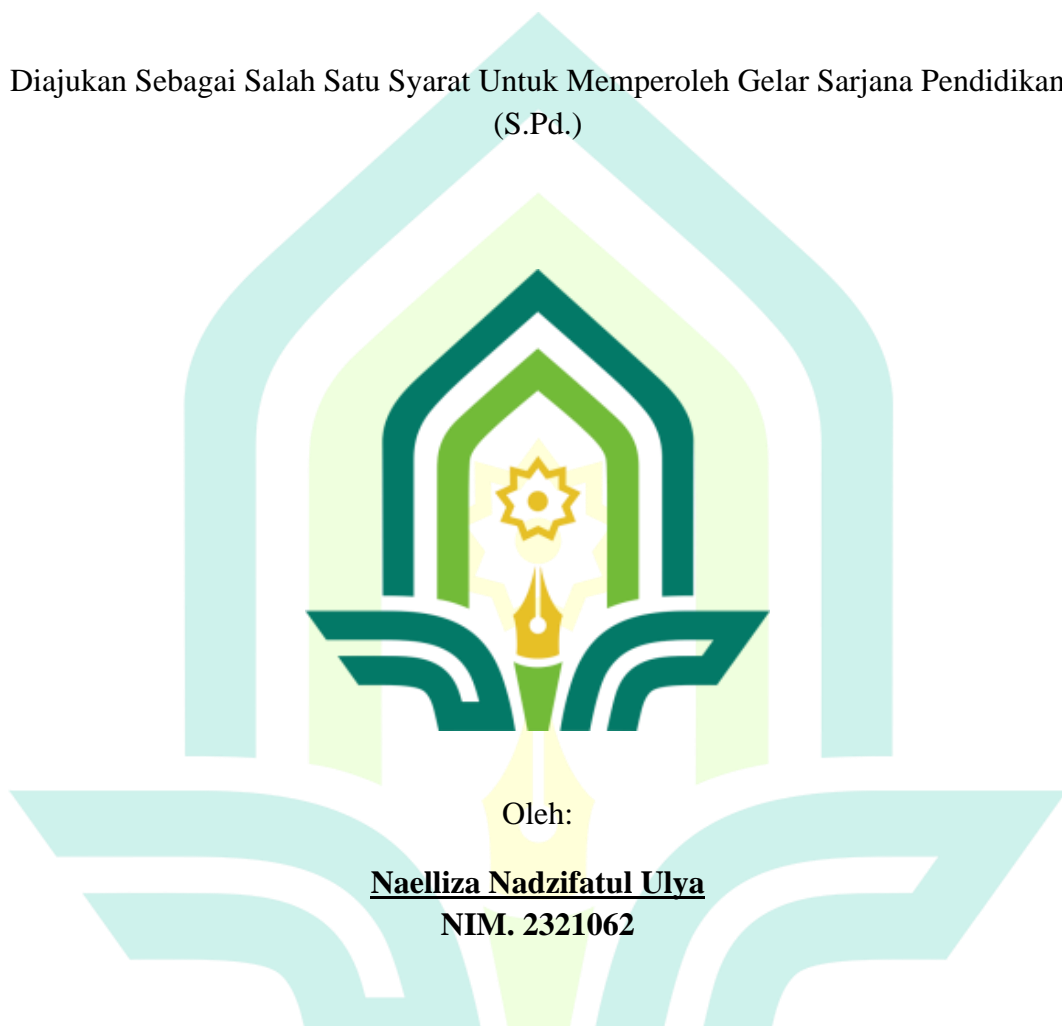 Diajukan Sebagai Salah Satu Syarat Untuk Memperoleh Gelar Sarjana Pendidikan
(S.Pd.)
Oleh:
Naelliza Nadzifatul Ulya
NIM. 2321062